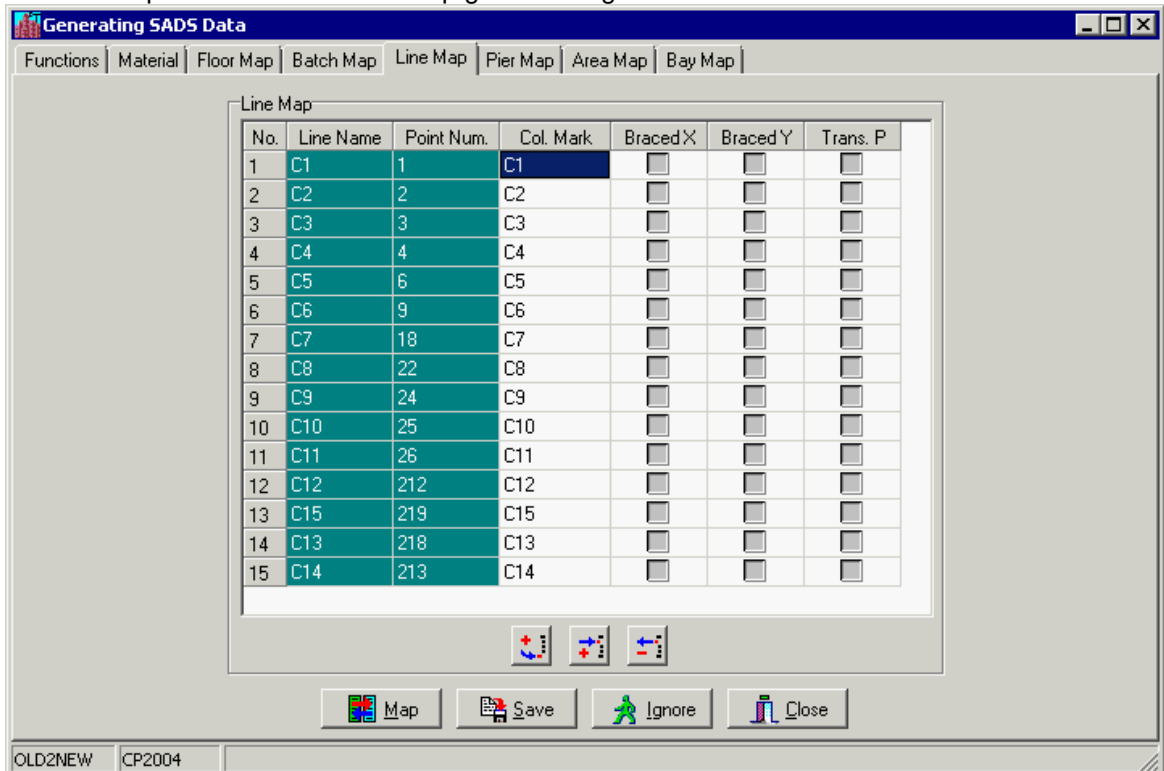 Generating SADS Data
Functions Material Floor Map Batch Map Line Map Pier Map Area Map Bay Map
Line Map
No. Line Name Point Num. Col. Mark Braced X Braced Y Trans. P
1 C1 1 C1
2 C2 2 C2
3 C3 3 C3
4 C4 4 C4
5 C5 6 C5
6 C6 9 C6
7 C7 18 C7
8 C8 22 C8
9 C9 24 C9
10 C10 25 C10
11 C11 26 C11
12 C12 212 C12
13 C15 219 C15
14 C13 218 C13
15 C14 213 C14
Map Save Ignore Close
OLD2NEW CP2004